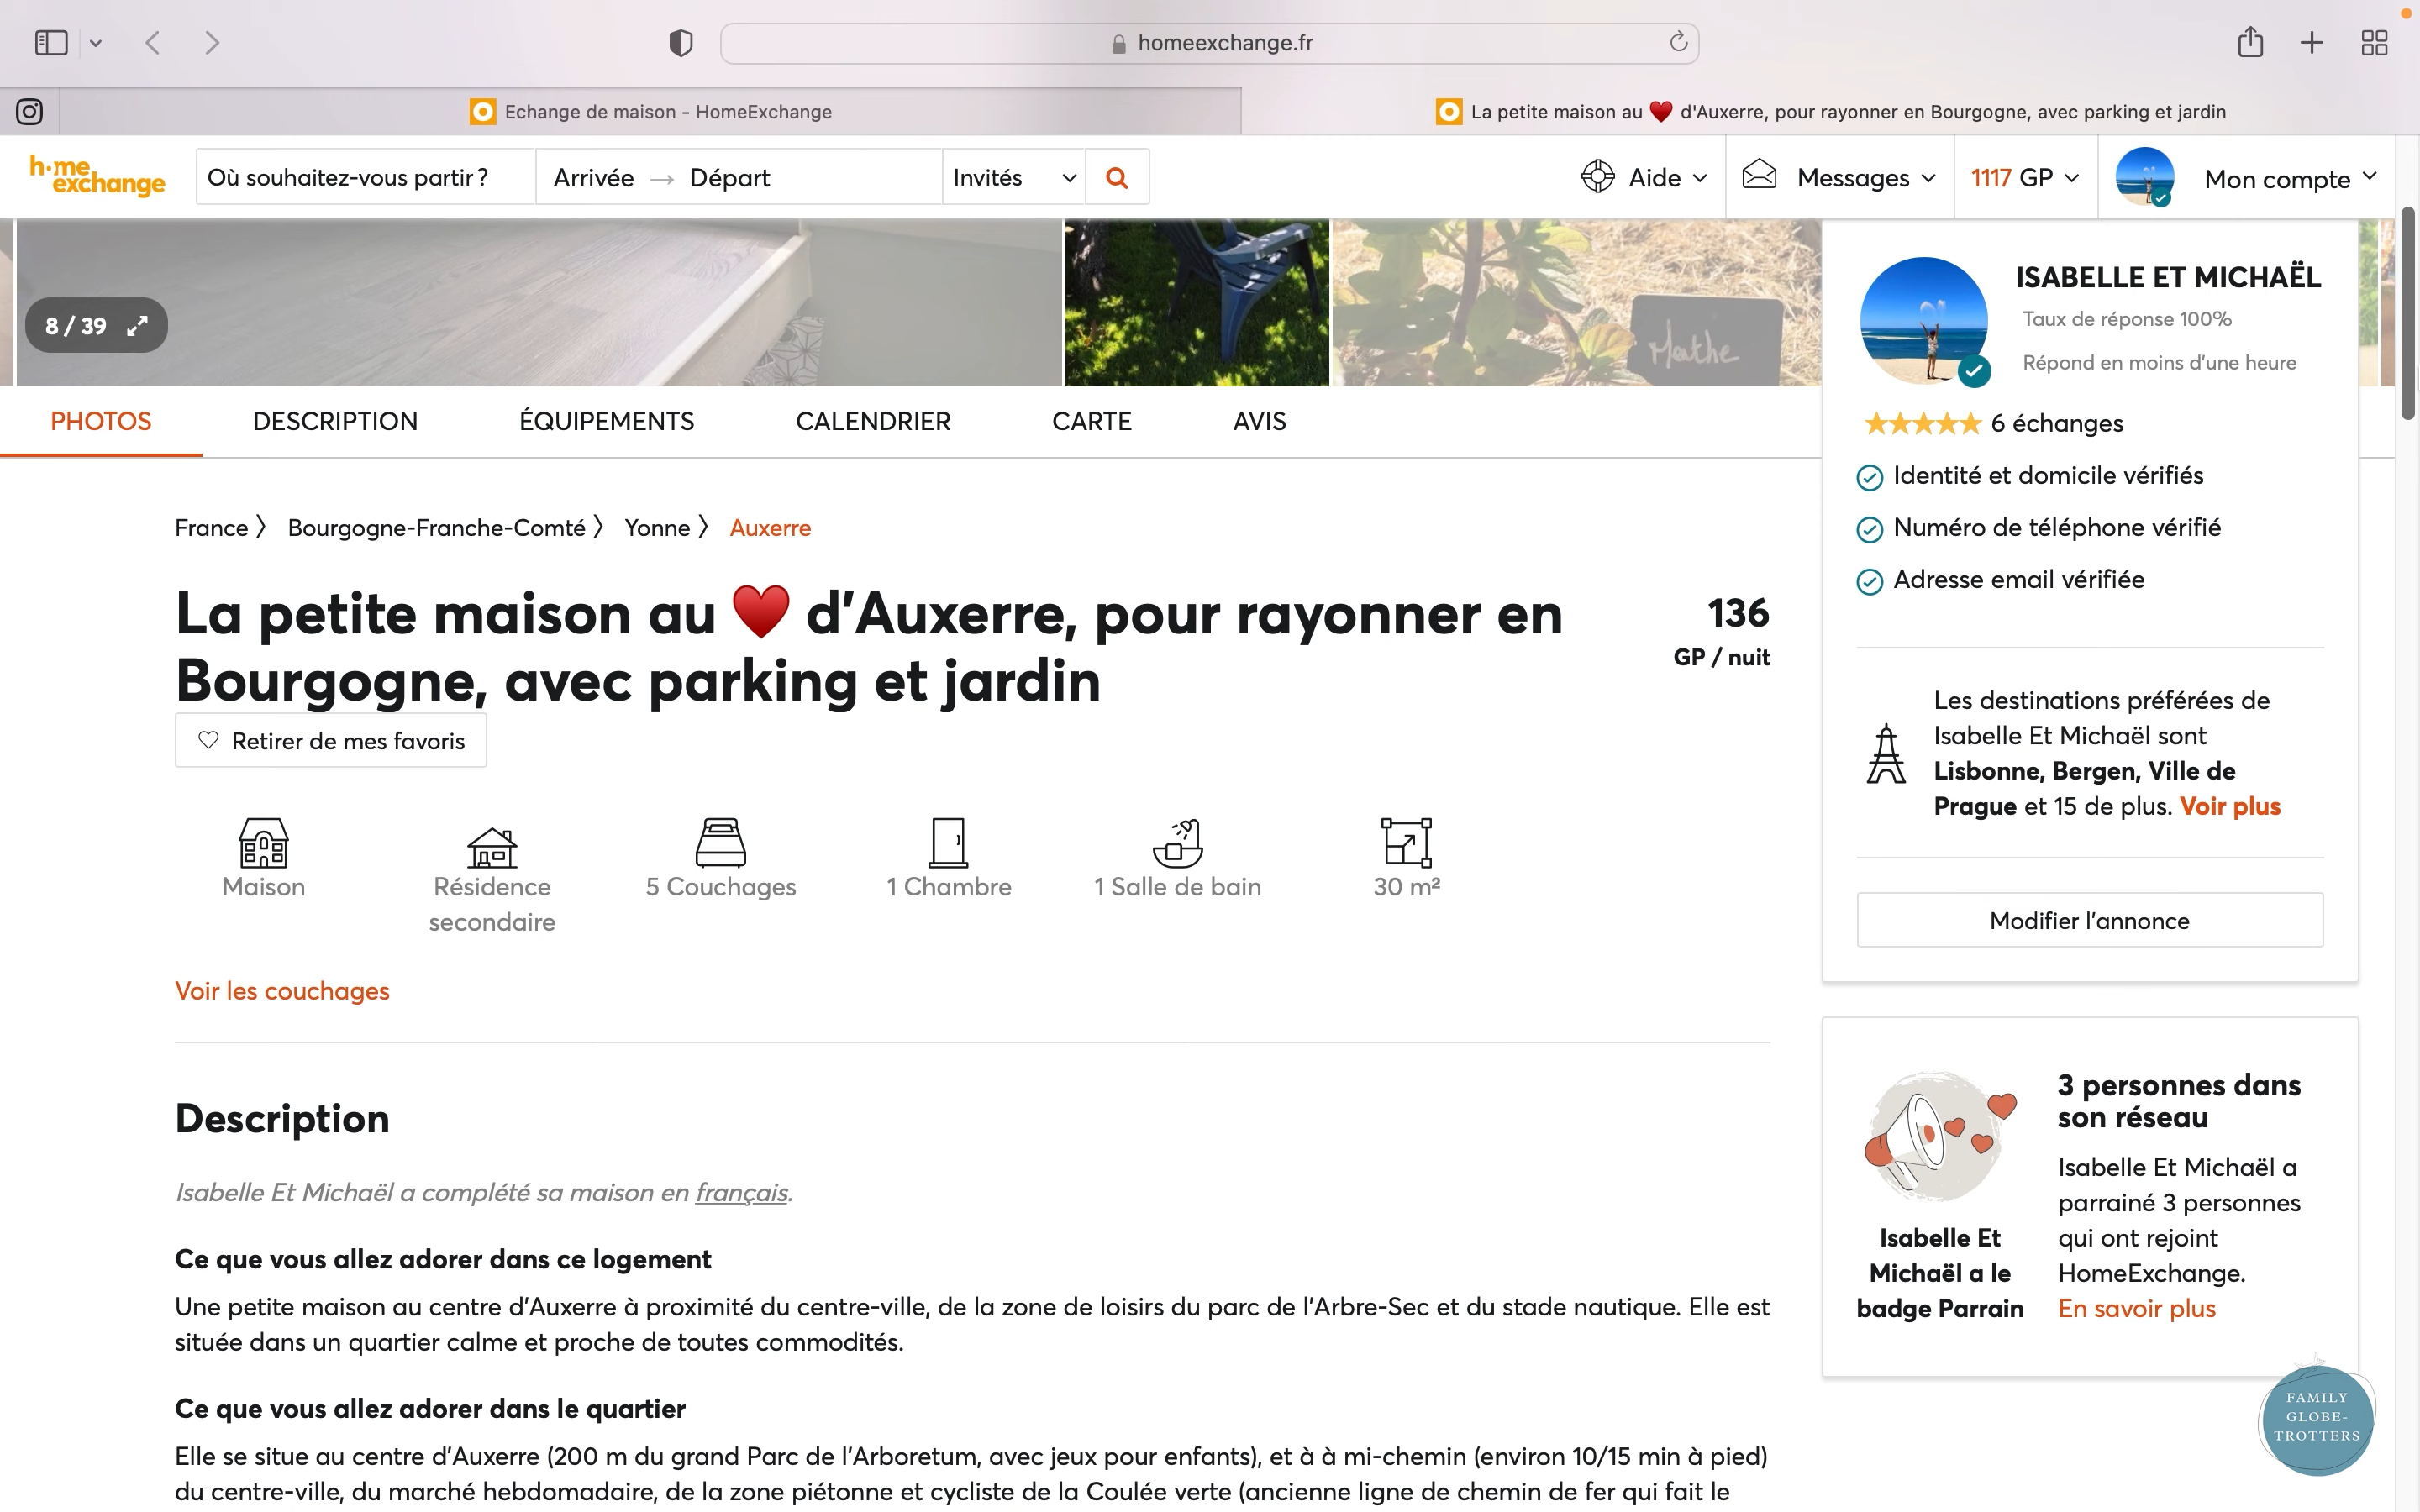 homeexchange.fr
Echange de maison - HomeExchange
La petite maison au ❤️ d'Auxerre, pour rayonner en Bourgogne, avec parking et jardin
h·me
exchange
Où souhaitez-vous partir ?
Arrivée → Départ
Invités
Aide
Messages
1117 GP
Mon compte
8 / 39
Menthe
PHOTOS
DESCRIPTION
ÉQUIPEMENTS
CALENDRIER
CARTE
AVIS
France 〉 Bourgogne-Franche-Comté 〉 Yonne 〉 Auxerre
La petite maison au ❤️ d'Auxerre, pour rayonner en
Bourgogne, avec parking et jardin
136
GP / nuit
Retirer de mes favoris
Maison
Résidence
secondaire
5 Couchages
1 Chambre
1 Salle de bain
30 m²
Voir les couchages
Description
Isabelle Et Michaël a complété sa maison en français.
Ce que vous allez adorer dans ce logement
Une petite maison au centre d'Auxerre à proximité du centre-ville, de la zone de loisirs du parc de l'Arbre-Sec et du stade nautique. Elle est
située dans un quartier calme et proche de toutes commodités.
Ce que vous allez adorer dans le quartier
Elle se situe au centre d'Auxerre (200 m du grand Parc de l'Arboretum, avec jeux pour enfants), et à à mi-chemin (environ 10/15 min à pied)
du centre-ville, du marché hebdomadaire, de la zone piétonne et cycliste de la Coulée verte (ancienne ligne de chemin de fer qui fait le
ISABELLE ET MICHAËL
Taux de réponse 100%
Répond en moins d'une heure
6 échanges
Identité et domicile vérifiés
Numéro de téléphone vérifié
Adresse email vérifiée
Les destinations préférées de
Isabelle Et Michaël sont
Lisbonne, Bergen, Ville de
Prague et 15 de plus. Voir plus
Modifier l'annonce
Isabelle Et
Michaël a le
badge Parrain
3 personnes dans
son réseau
Isabelle Et Michaël a
parrainé 3 personnes
qui ont rejoint
HomeExchange.
En savoir plus
FAMILY
GLOBE-
TROTTERS